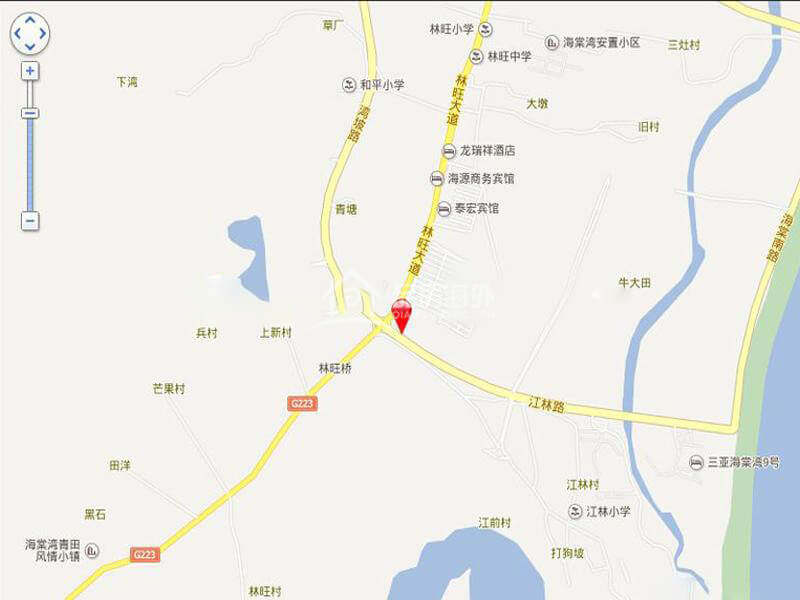 草厂
林旺小学
海棠湾安置小区
三灶村
林旺中学
下湾
和平小学
林旺大道
大墩
湾坡路
旧村
龙瑞祥酒店
海源商务宾馆
青塘
泰宏宾馆
海棠南路
林旺大道
牛大田
兵村
上新村
林旺桥
芒果村
G223
江林路
田洋
三亚海棠湾9号
江林村
黑石
江林小学
江前村
海棠湾青田
风情小镇
G223
打狗坡
林旺村